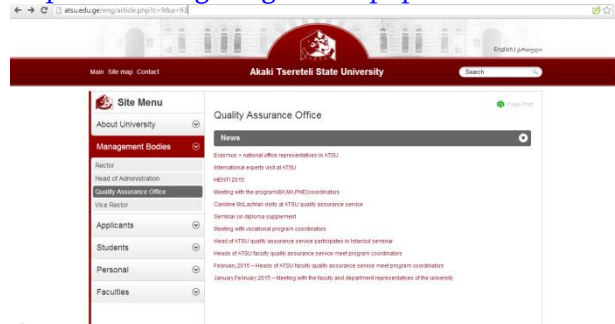 atsu.edu.ge/eng/article.php?c=9&a=93
English | ქართული
Main Site map Contact
Akaki Tsereteli State University
Search
Site Menu
Page Print
About University
Quality Assurance Office
Management Bodies
News
Rector
Head of Administration
Quality Assurance Office
Vice Rector
Applicants
Students
Personal
Faculties
Erasmus + national office representatives in ATSU
International experts visit at ATSU
HENTI 2015
Meeting with the program(BA,MA,PHD)coordinators
Caroline McLachlan visits at ATSU quality assurance service
Seminar on diploma supplement
Meeting with vocational program coordinators
Head of ATSU quality assurance service participates in Istanbul seminar
Heads of ATSU faculty quality assurance service meet program coordinators
February,2015 – Heads of ATSU faculty quality assurance service meet program coordinators
January,February,2015 – Meeting with the faculty and department representatives of the university